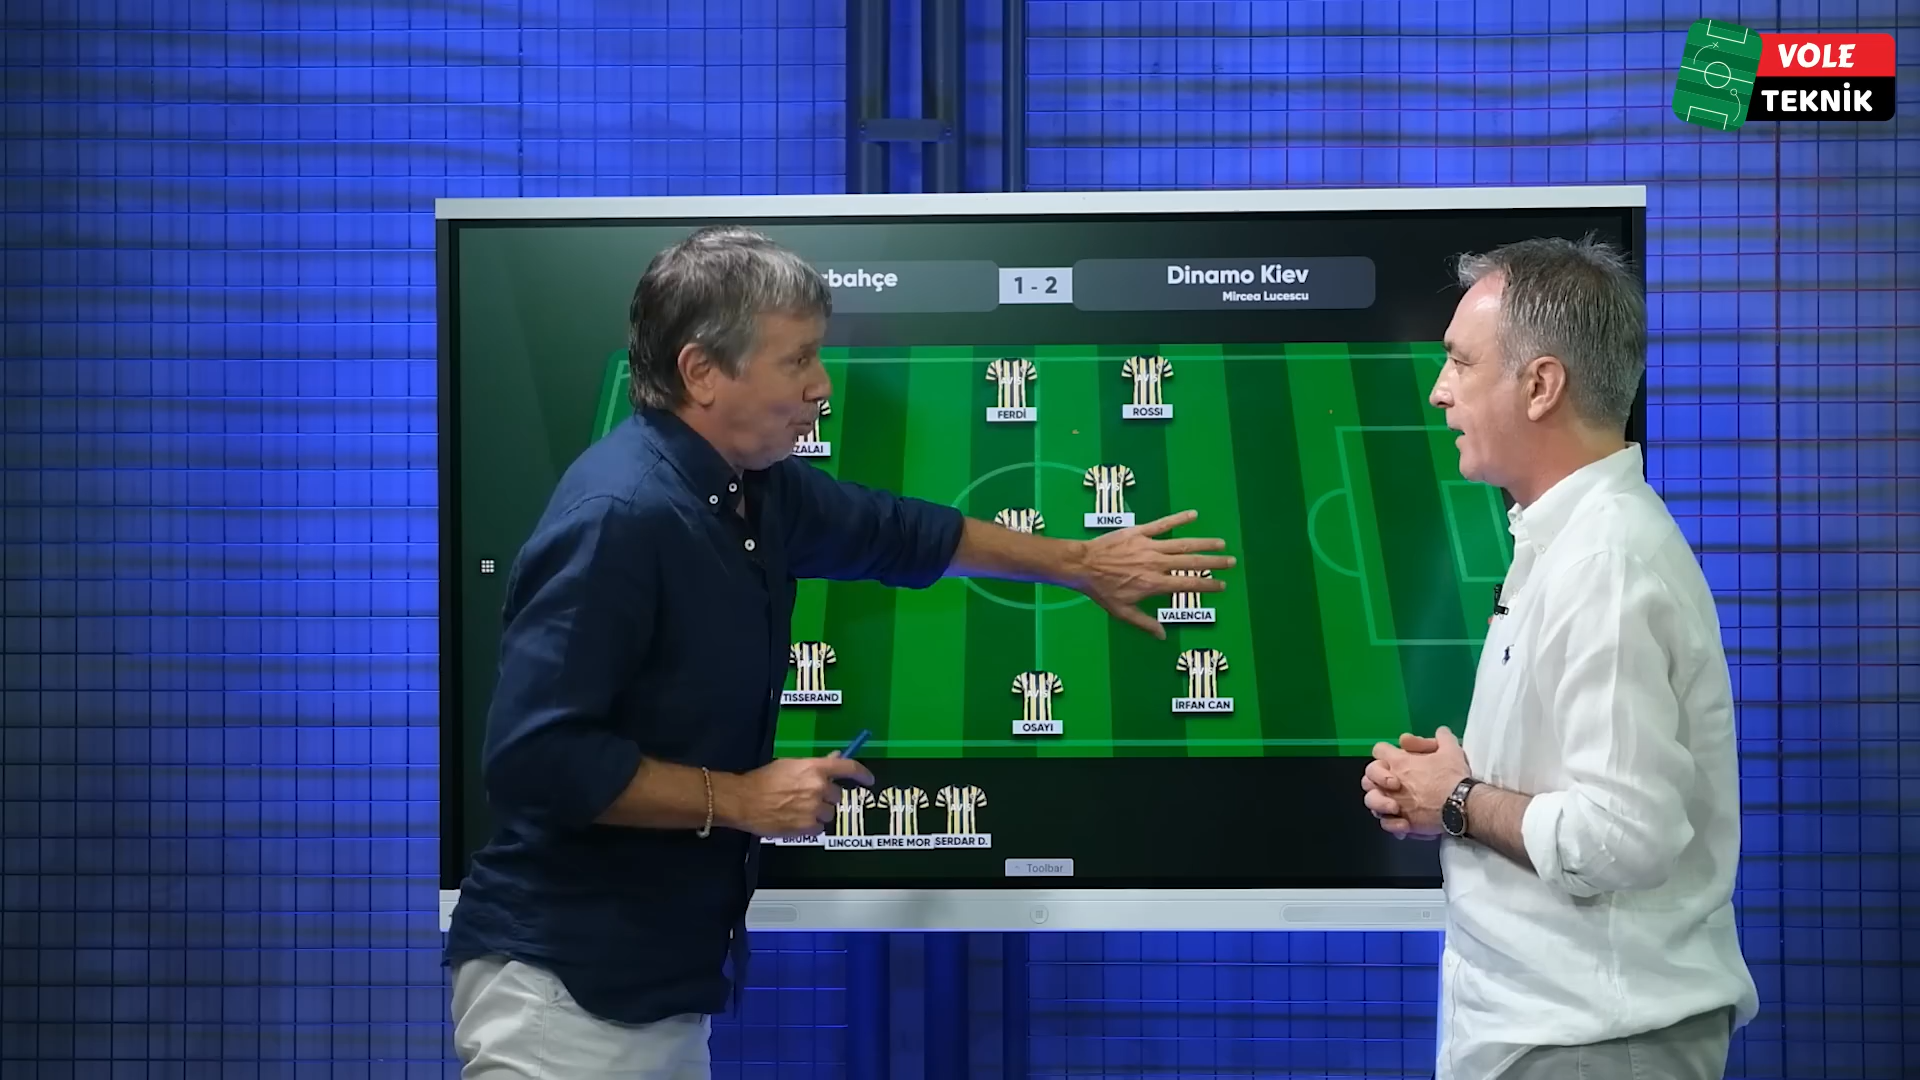 VOLE
TEKNİK
rbahçe
1 - 2
Dinamo Kiev
Mircea Lucescu
FERDİ
ROSSI
ZALAI
KING
VALENCIA
TISSERAND
İRFAN CAN
OSAYI
BRUMA
LINCOLN
EMRE MOR
SERDAR D.
Toolbar